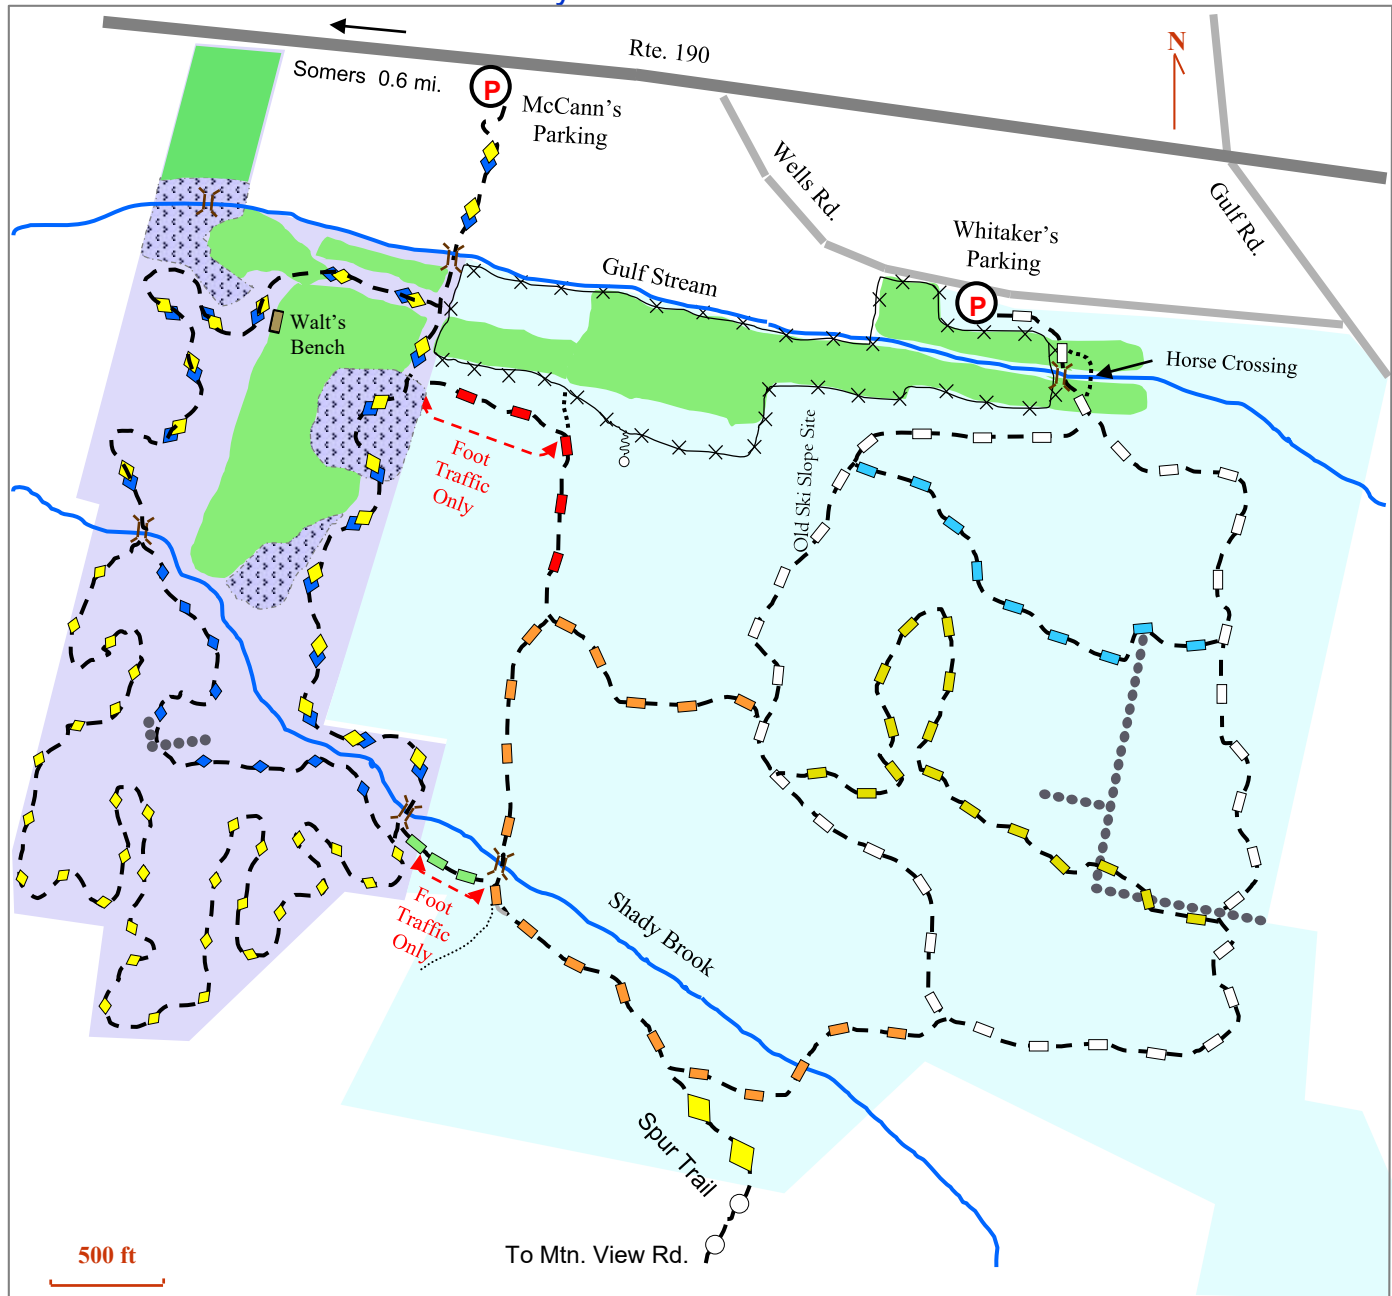 Rte. 190
N
Somers 0.6 mi.
P
McCann's
Parking
Wells Rd.
Gulf Rd.
Whitaker's
Parking
P
Gulf Stream
Walt's
Bench
Horse Crossing
Foot
Traffic
Only
Old Ski Slope Site
Foot
Traffic
Only
Shady Brook
Spur Trail
To Mtn. View Rd.
500 ft